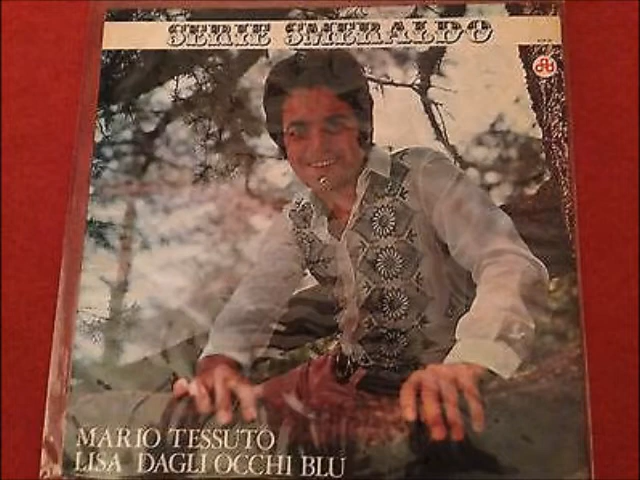 SERIE SMERALDO
MARIO TESSUTO
LISA DAGLI OCCHI BLU